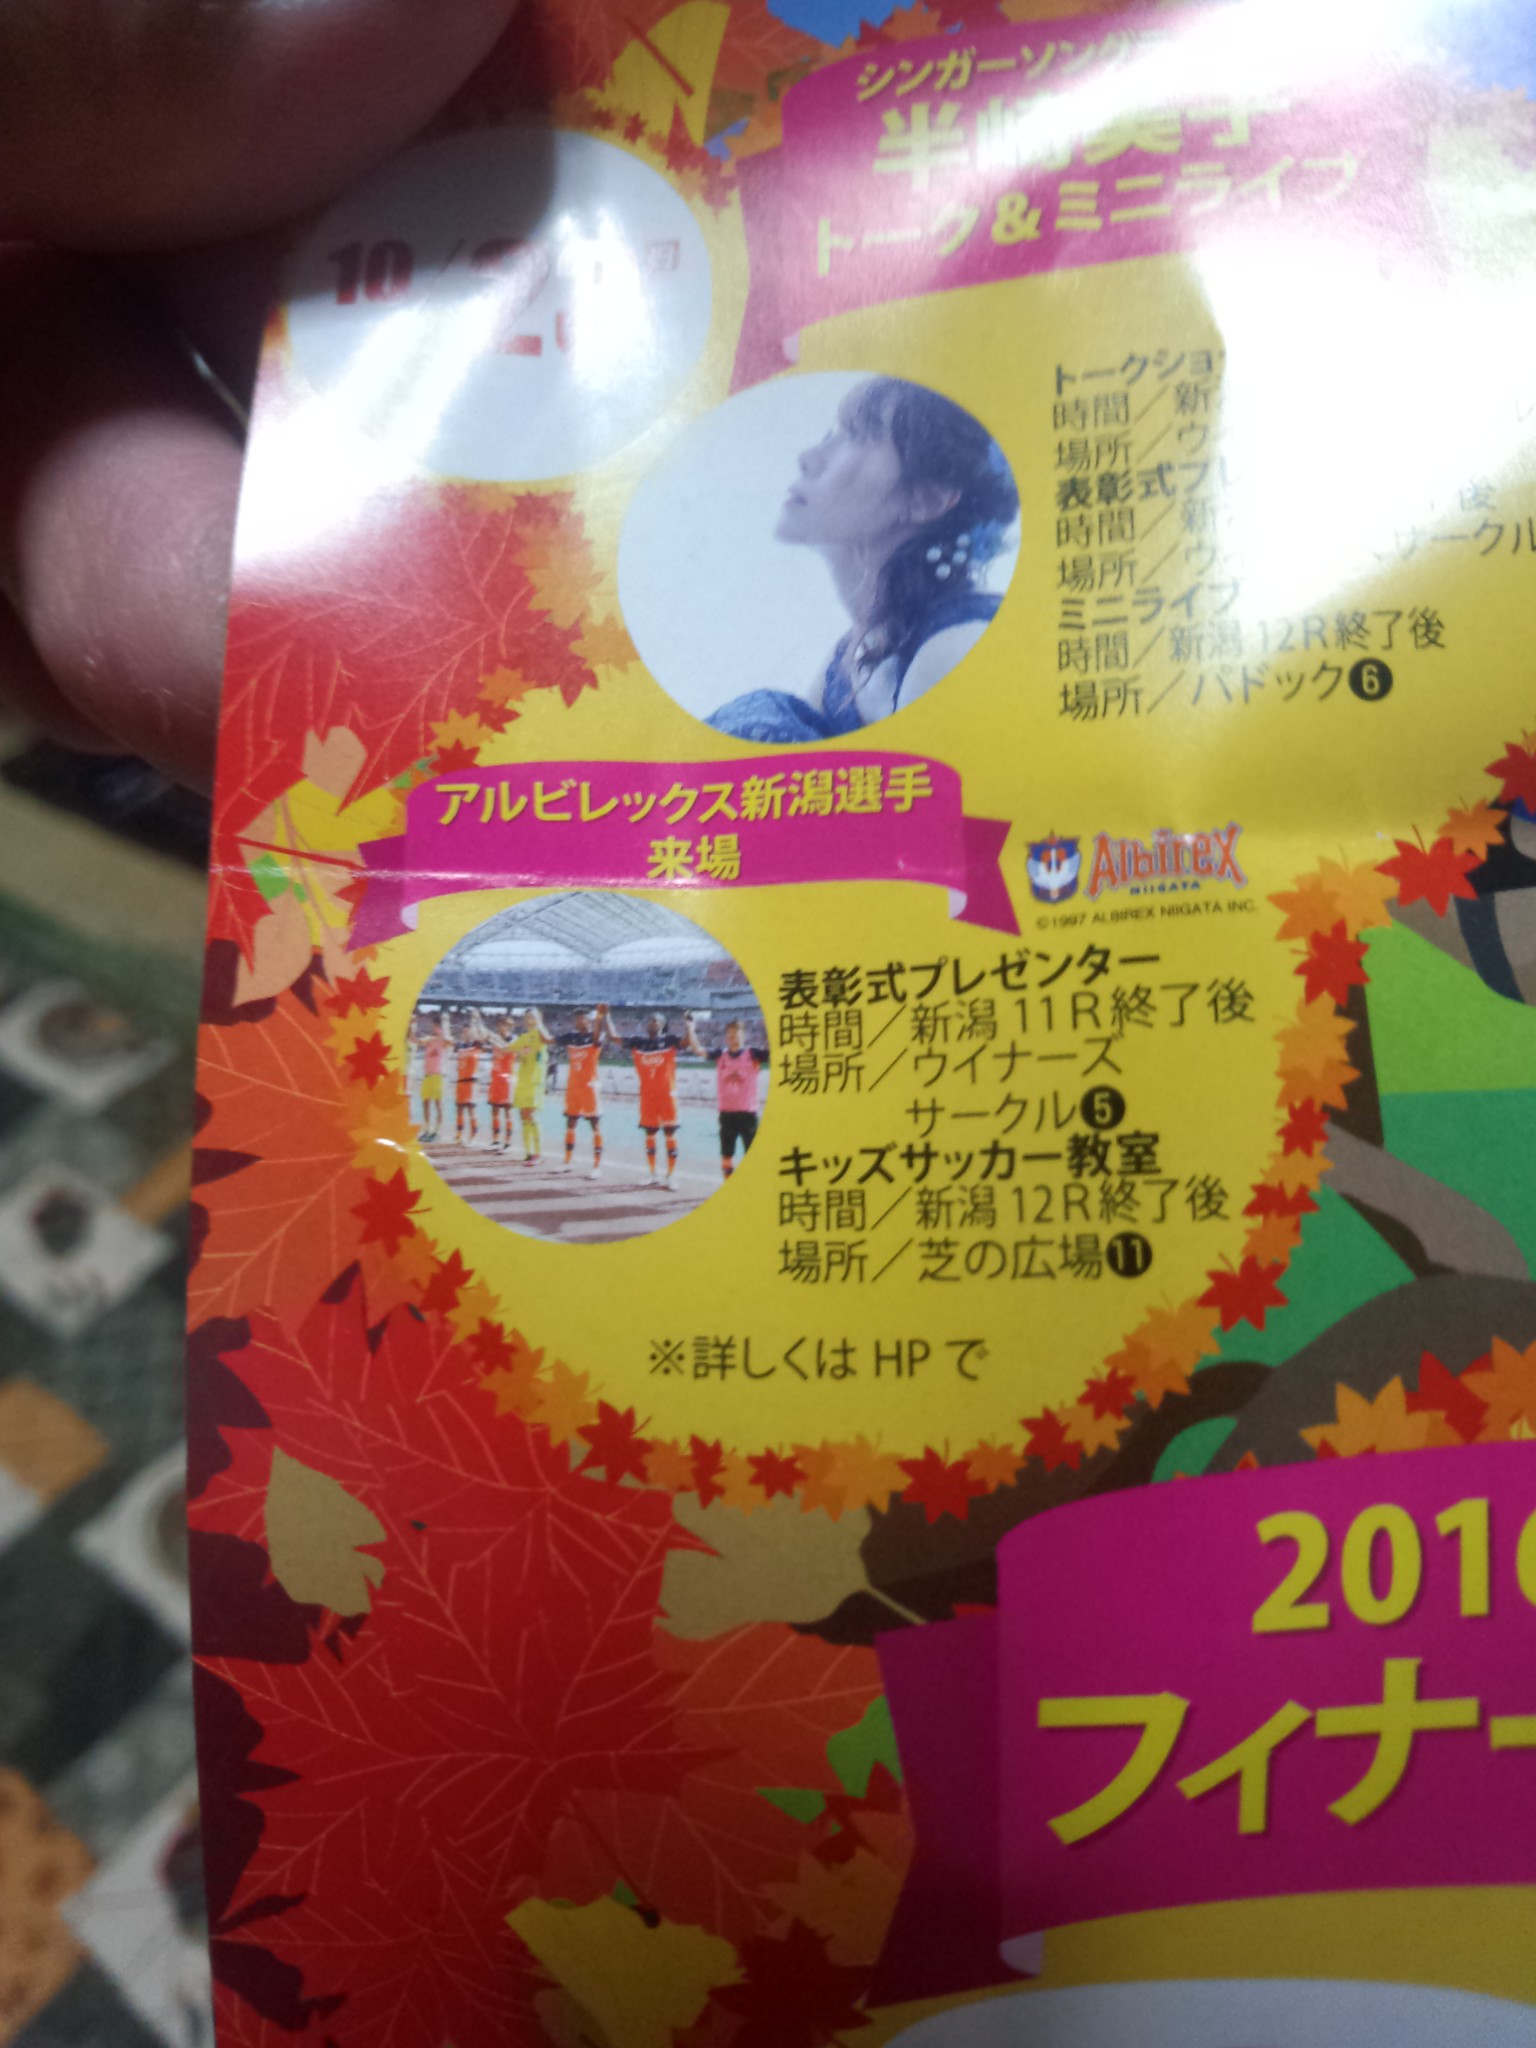 シンガーソング
半崎美子
トーク&ミニライブ
10/2
トークショ
時間／新
場所／ウ
表彰式プレ
時間／新 後
場所／ウ サークル
ミニライブ
時間／新潟12R終了後
場所／パドック❻
アルビレックス新潟選手
来場
Albirex
NIIGATA
©1997 ALBIREX NIIGATA INC.
表彰式プレゼンター
時間／新潟11R終了後
場所／ウイナーズ
サークル❺
キッズサッカー教室
時間／新潟12R終了後
場所／芝の広場⓫
※詳しくはHPで
2016
フィナー